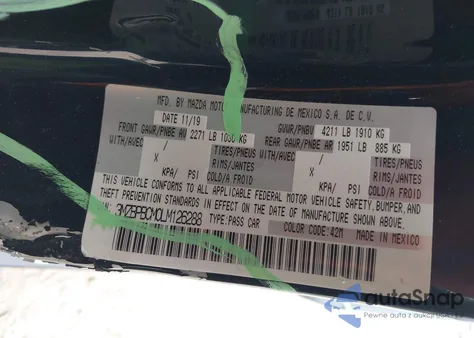 MFD. BY MAZDA MOTOR MANUFACTURING DE MEXICO S.A. DE C.V.
DATE 11/19 GVWR/PNBV 4211 LB 1910 KG
FRONT GAWR/PNBE AV 2271 LB 1030 KG REAR GAWR/PNBE AR 1951 LB 885 KG
WITH/AVEC / TIRES/PNEUS WITH/AVEC / TIRES/PNEUS
X RIMS/JANTES X RIMS/JANTES
KPA/ PSI COLD/A FROID KPA/ PSI COLD/A FROID
THIS VEHICLE CONFORMS TO ALL APPLICABLE FEDERAL MOTOR VEHICLE SAFETY, BUMPER, AND
THEFT PREVENTION STANDARDS IN EFFECT ON THE DATE OF MANUFACTURE SHOWN ABOVE.
3MZBPBCM0LM126288 TYPE: PASS CAR COLOR CODE: 42M MADE IN MEXICO
autoSnap
Pewne auta z aukcji